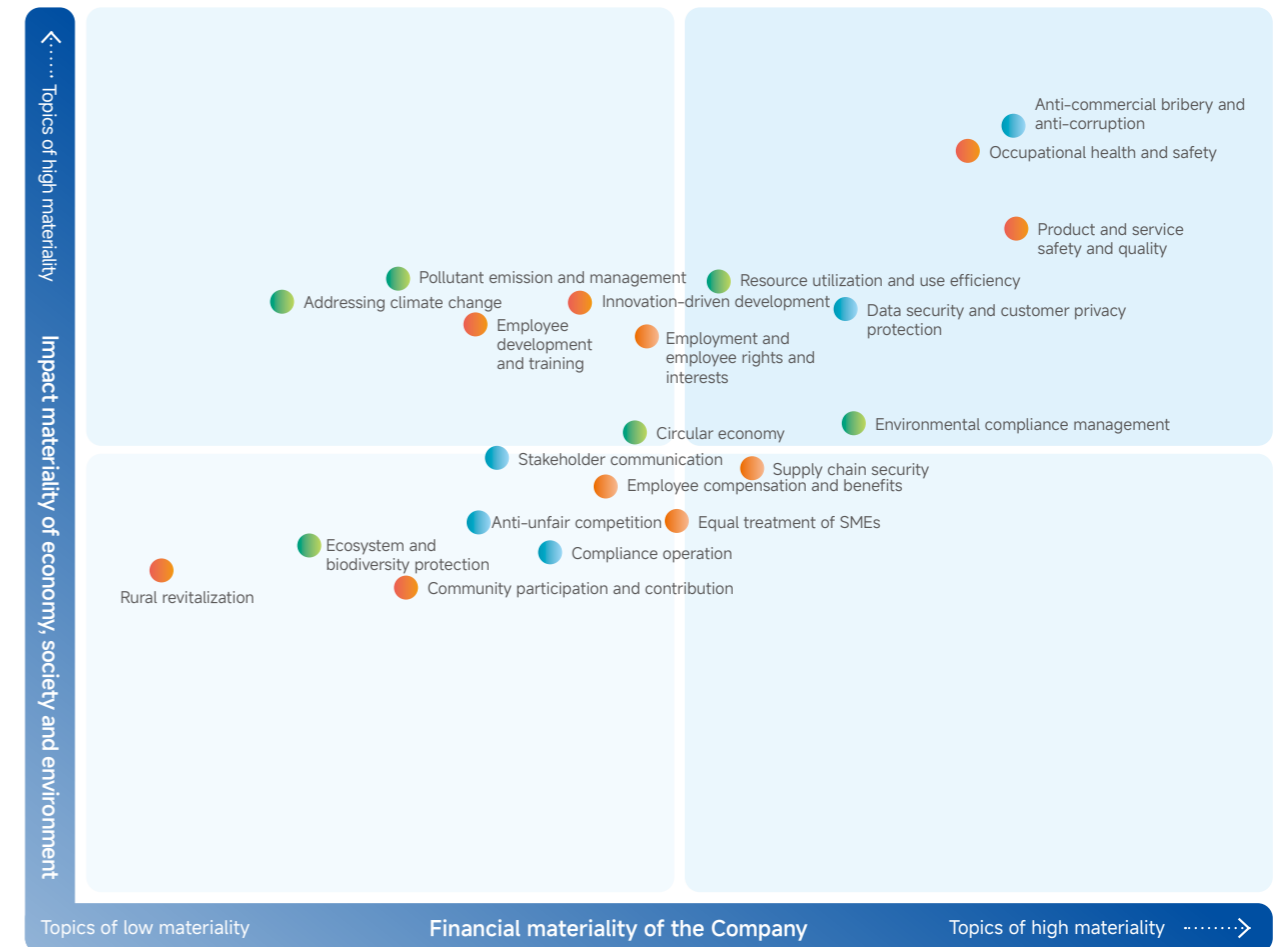 Topics of high materiality
Impact materiality of economy, society and environment
Anti-commercial bribery and
anti-corruption
Occupational health and safety
Product and service
safety and quality
Pollutant emission and management
Resource utilization and use efficiency
Addressing climate change
Innovation-driven development
Data security and customer privacy
protection
Employee
development
and training
Employment and
employee rights and
interests
Environmental compliance management
Circular economy
Stakeholder communication
Supply chain security
Employee compensation and benefits
Anti-unfair competition
Equal treatment of SMEs
Ecosystem and
biodiversity protection
Compliance operation
Rural revitalization
Community participation and contribution
Topics of low materiality
Financial materiality of the Company
Topics of high materiality